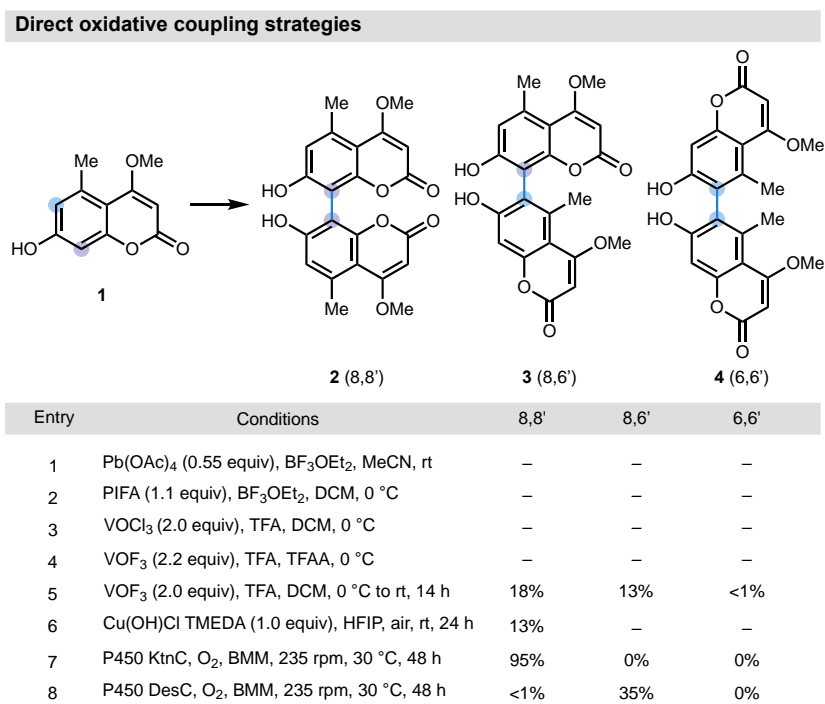 Direct oxidative coupling strategies
Me OMe
HO O O
1
Me OMe
HO O O
HO O O
Me OMe
2 (8,8’)
Me OMe
HO O O
HO Me
OMe
O
O
3 (8,6’)
O
O
OMe
HO Me
HO Me
OMe
O
O
4 (6,6’)
Entry Conditions 8,8' 8,6’ 6,6’
1 Pb(OAc)₄ (0.55 equiv), BF₃OEt₂, MeCN, rt – – –
2 PIFA (1.1 equiv), BF₃OEt₂, DCM, 0 °C – – –
3 VOCl₃ (2.0 equiv), TFA, DCM, 0 °C – – –
4 VOF₃ (2.2 equiv), TFA, TFAA, 0 °C – – –
5 VOF₃ (2.0 equiv), TFA, DCM, 0 °C to rt, 14 h 18% 13% <1%
6 Cu(OH)Cl TMEDA (1.0 equiv), HFIP, air, rt, 24 h 13% – –
7 P450 KtnC, O₂, BMM, 235 rpm, 30 °C, 48 h 95% 0% 0%
8 P450 DesC, O₂, BMM, 235 rpm, 30 °C, 48 h <1% 35% 0%